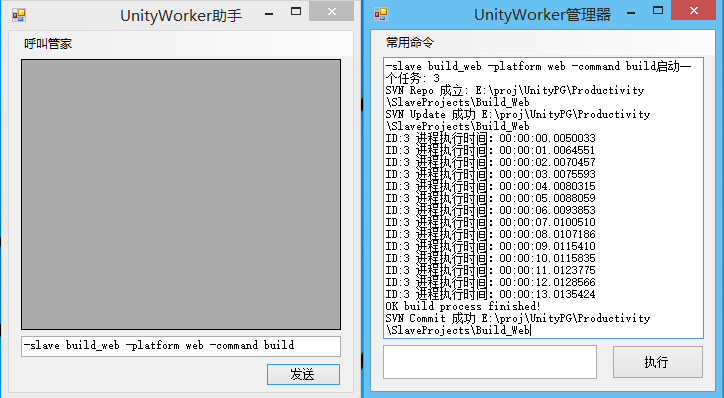 UnityWorker助手
呼叫管家
-slave build_web -platform web -command build
发送
UnityWorker管理器
常用命令
-slave build_web -platform web -command build启动一
个任务: 3
SVN Repo 成立: E:\proj\UnityPG\Productivity
\SlaveProjects\Build_Web
SVN Update 成功 E:\proj\UnityPG\Productivity
\SlaveProjects\Build_Web
ID:3 进程执行时间: 00:00:00.0050033
ID:3 进程执行时间: 00:00:01.0064551
ID:3 进程执行时间: 00:00:02.0070457
ID:3 进程执行时间: 00:00:03.0075593
ID:3 进程执行时间: 00:00:04.0080315
ID:3 进程执行时间: 00:00:05.0088059
ID:3 进程执行时间: 00:00:06.0093853
ID:3 进程执行时间: 00:00:07.0100510
ID:3 进程执行时间: 00:00:08.0107186
ID:3 进程执行时间: 00:00:09.0115410
ID:3 进程执行时间: 00:00:10.0115835
ID:3 进程执行时间: 00:00:11.0123775
ID:3 进程执行时间: 00:00:12.0128566
ID:3 进程执行时间: 00:00:13.0135424
OK build process finished!
SVN Commit 成功 E:\proj\UnityPG\Productivity
\SlaveProjects\Build_Web
执行